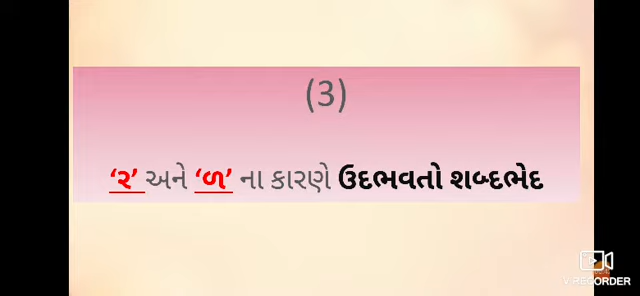 (3)
‘ર’ અને ‘ળ’ ના કારણે ઉદભવતો શબ્દભેદ
V RECORDER